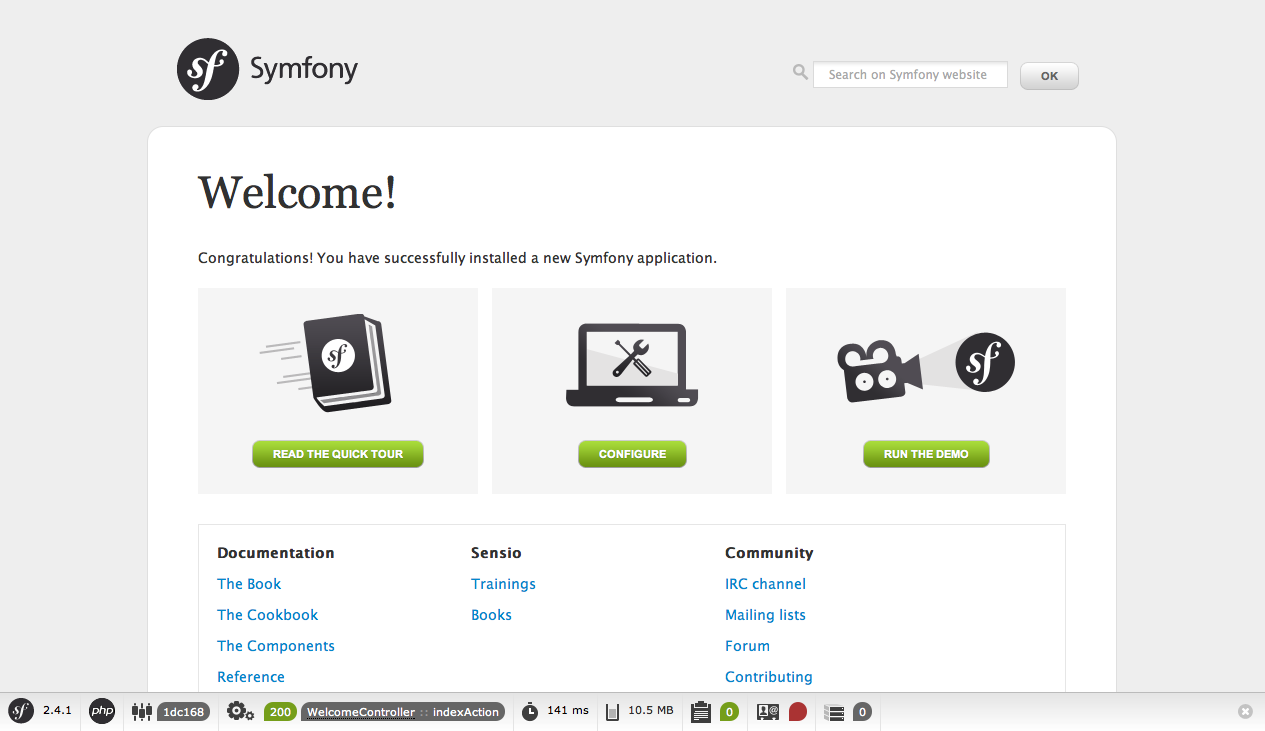 sf Symfony
Search on Symfony website
OK
Welcome!
Congratulations! You have successfully installed a new Symfony application.
sf
sf
READ THE QUICK TOUR
CONFIGURE
RUN THE DEMO
Documentation
The Book
The Cookbook
The Components
Reference
Sensio
Trainings
Books
Community
IRC channel
Mailing lists
Forum
Contributing
sf 2.4.1 php 1dc168 200 WelcomeController :: indexAction 141 ms 10.5 MB 0 @ 0